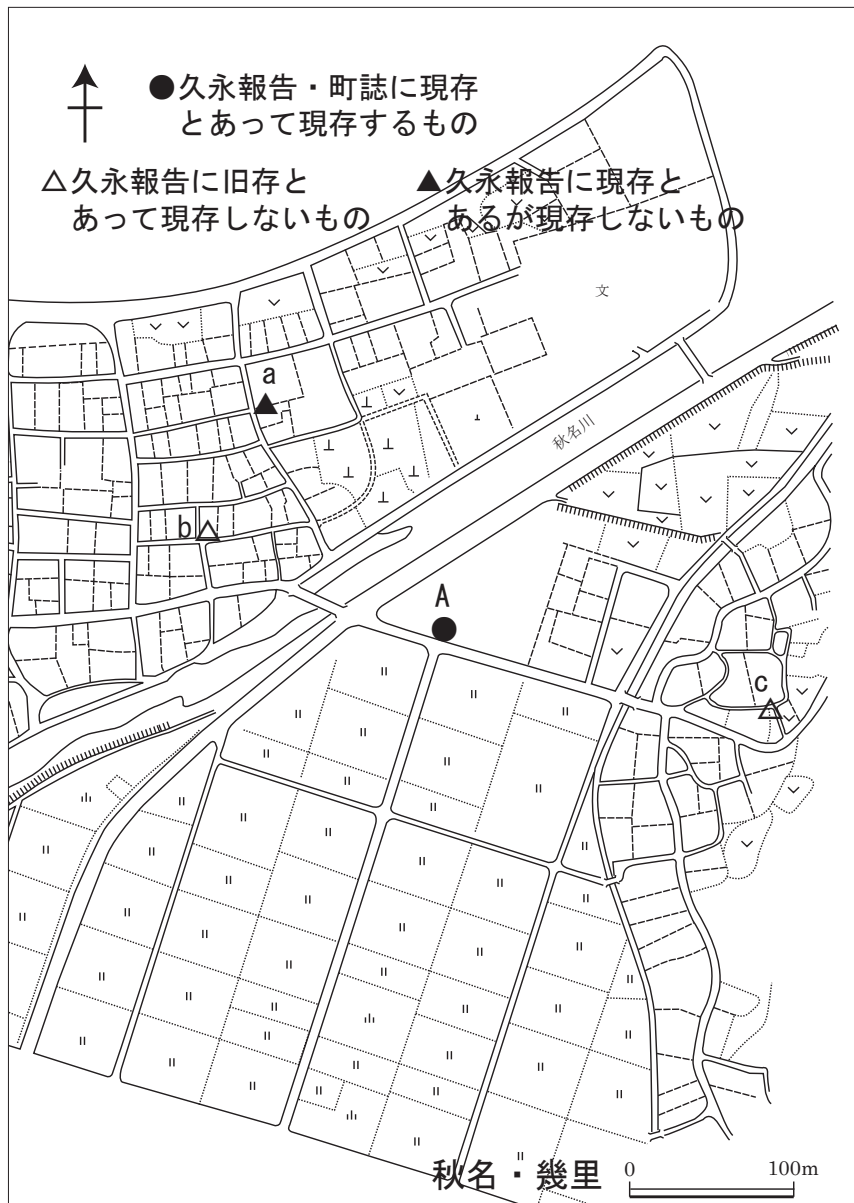 ●久永報告・町誌に現存
とあって現存するもの
△久永報告に旧存と
あって現存しないもの
▲久永報告に現存と
あるが現存しないもの
文
a
秋名川
b
A
c
秋名・幾里
0 100m